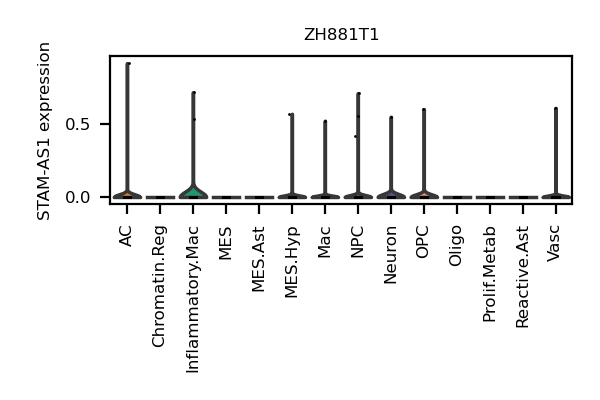 ZH881T1
STAM-AS1 expression
0.5
0.0
AC
Chromatin.Reg
Inflammatory.Mac
MES
MES.Ast
MES.Hyp
Mac
NPC
Neuron
OPC
Oligo
Prolif.Metab
Reactive.Ast
Vasc